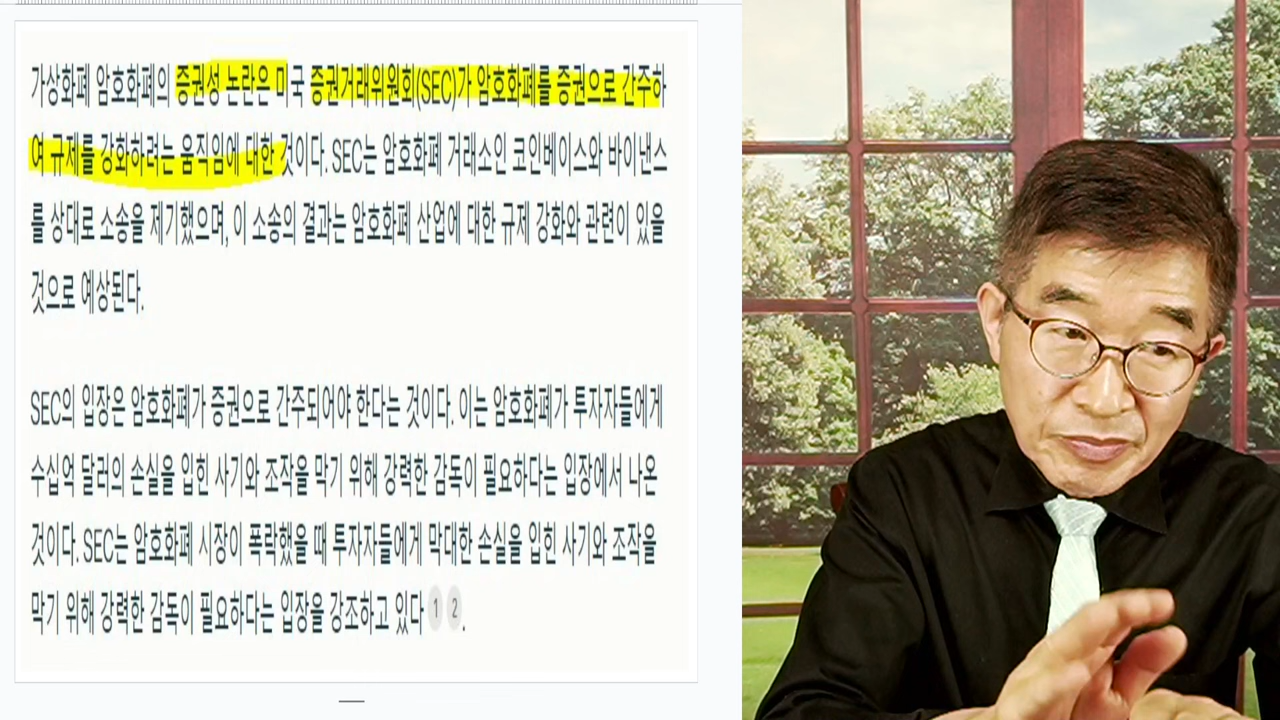 가상화폐 암호화폐의 증권성 논란은 미국 증권거래위원회(SEC)가 암호화폐를 증권으로 간주하
여 규제를 강화하려는 움직임에 대한 것이다. SEC는 암호화폐 거래소인 코인베이스와 바이낸스
를 상대로 소송을 제기했으며, 이 소송의 결과는 암호화폐 산업에 대한 규제 강화와 관련이 있을
것으로 예상된다.
SEC의 입장은 암호화폐가 증권으로 간주되어야 한다는 것이다. 이는 암호화폐가 투자자들에게
수십억 달러의 손실을 입힌 사기와 조작을 막기 위해 강력한 감독이 필요하다는 입장에서 나온
것이다. SEC는 암호화폐 시장이 폭락했을 때 투자자들에게 막대한 손실을 입힌 사기와 조작을
막기 위해 강력한 감독이 필요하다는 입장을 강조하고 있다 1 2.